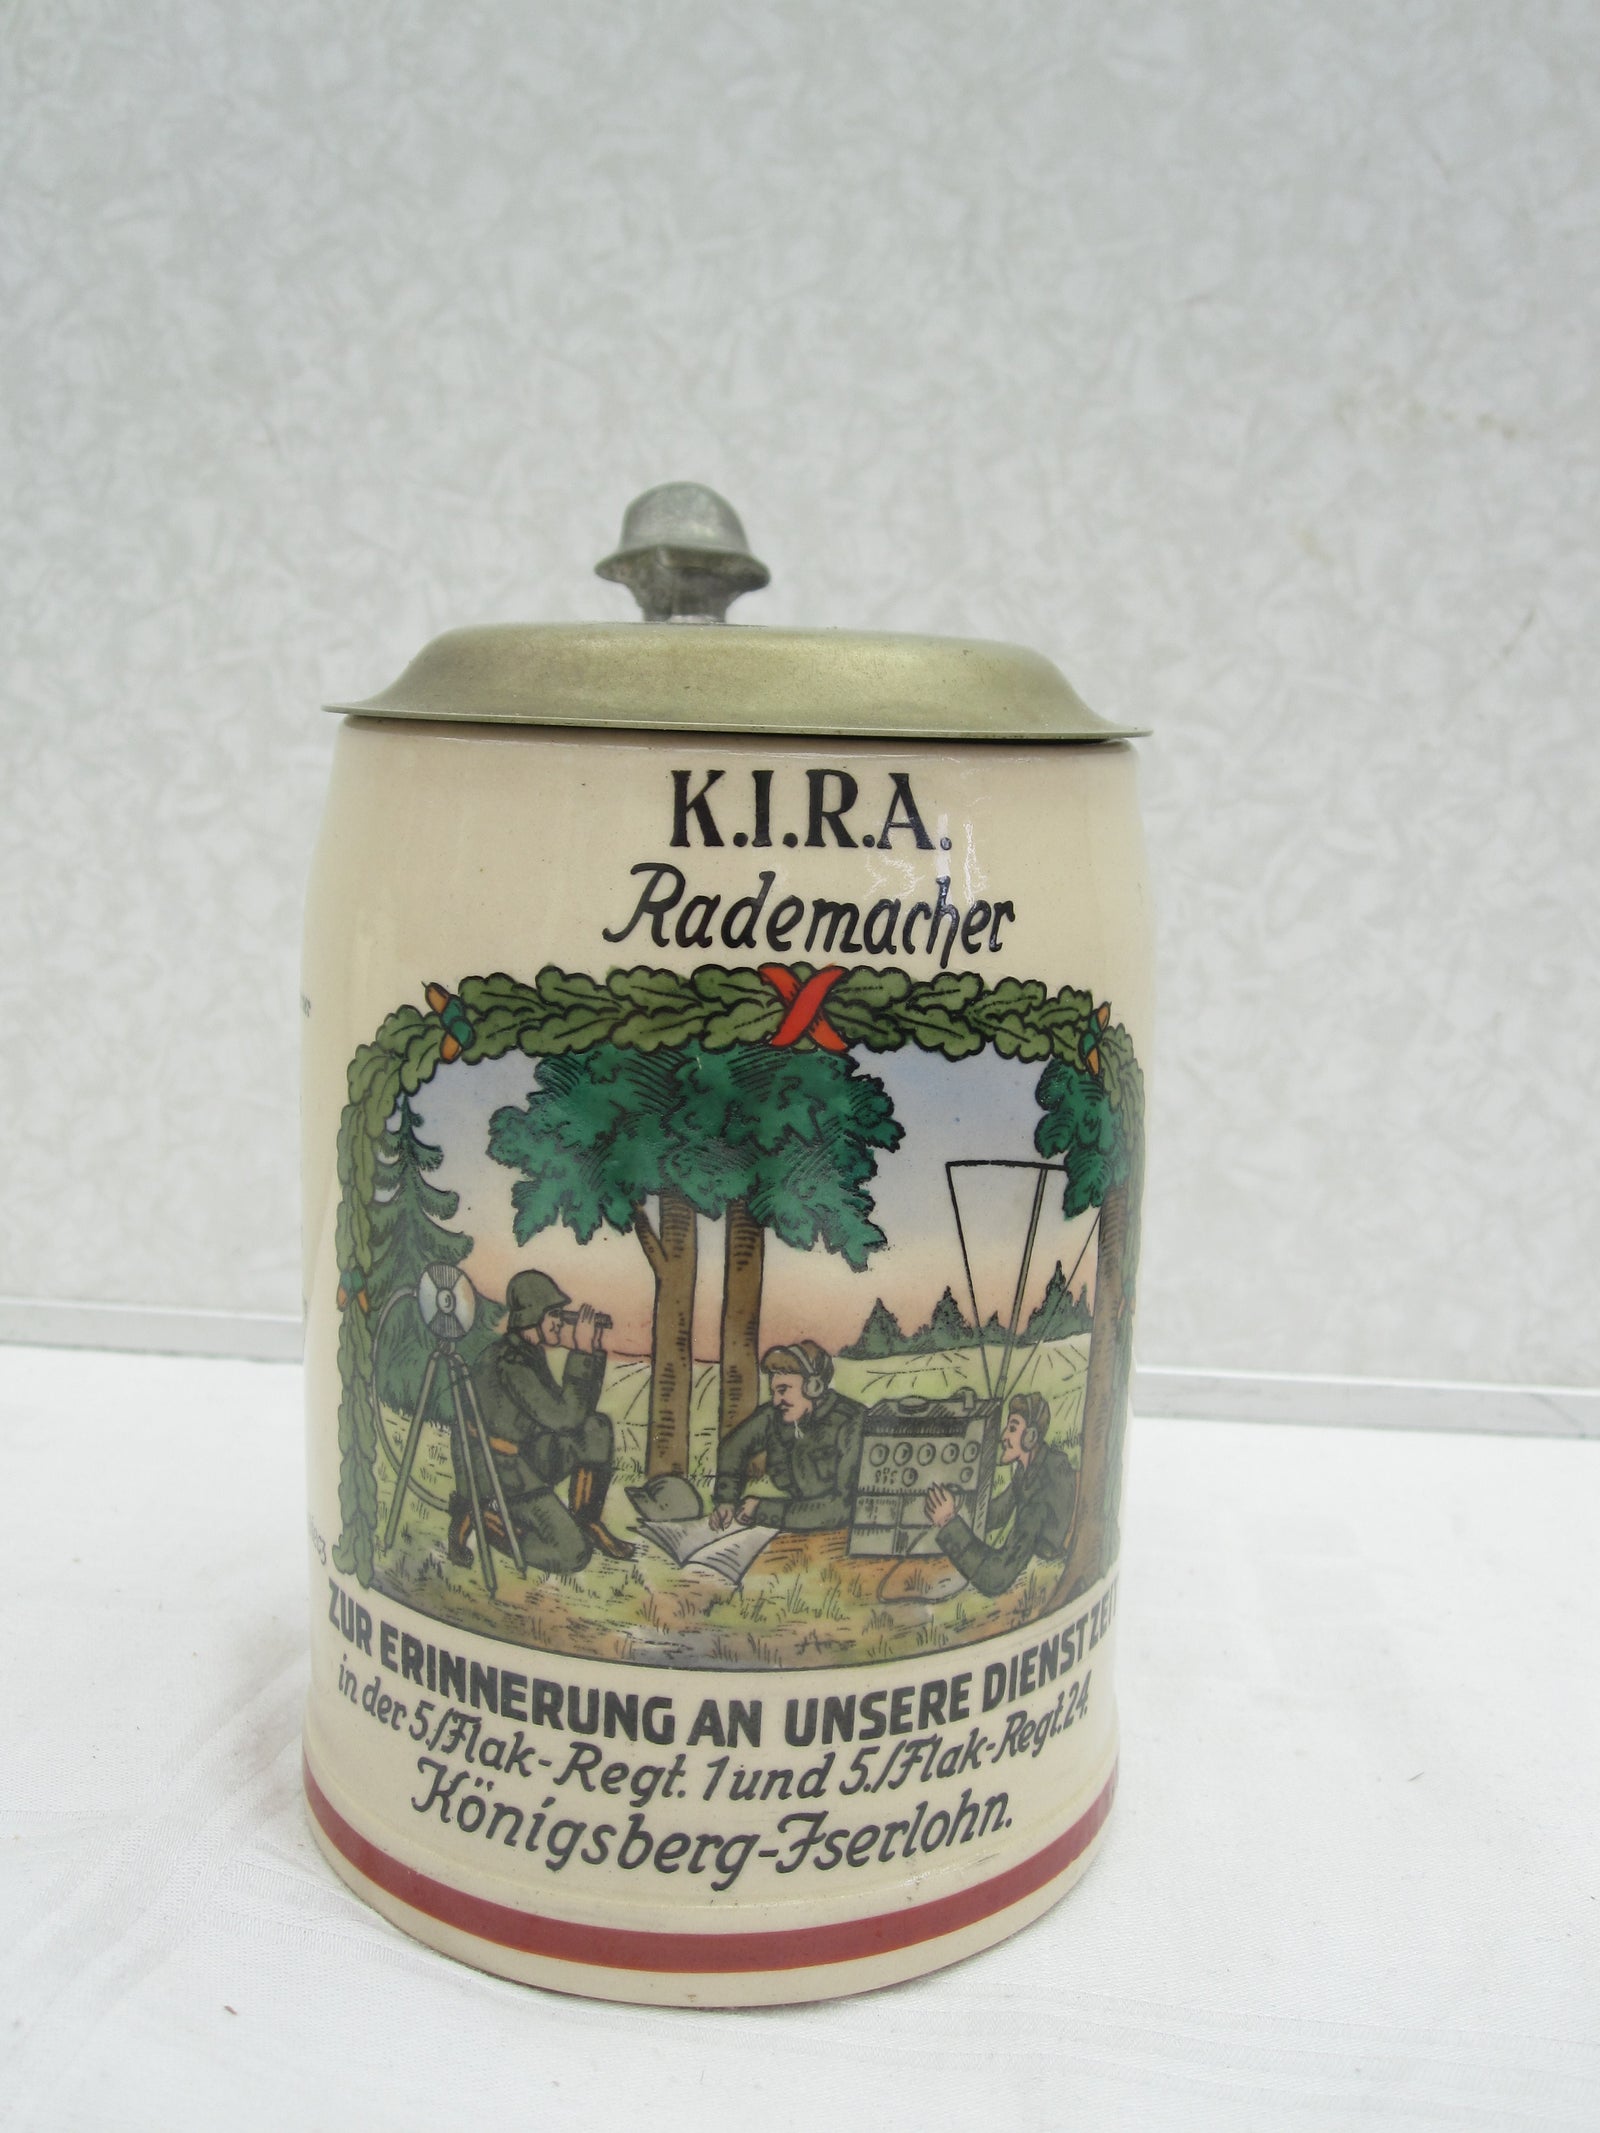 K.I.R.A.
Rademacher
ZUR ERINNERUNG AN UNSERE DIENSTZEIT
in der 5./Flak-Regt. 1 und 5./Flak-Regt. 24.
Königsberg-Iserlohn.